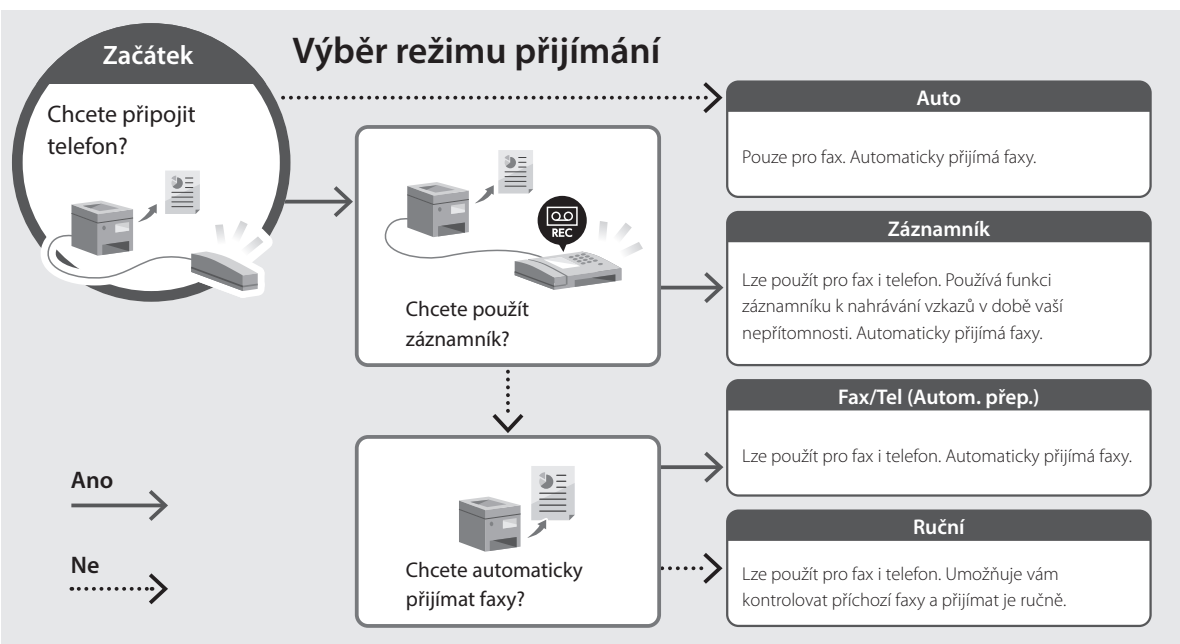 Výběr režimu přijímání
Začátek
Chcete připojit
telefon?
Auto
Pouze pro fax. Automaticky přijímá faxy.
REC
Chcete použít
záznamník?
Záznamník
Lze použít pro fax i telefon. Používá funkci
záznamníku k nahrávání vzkazů v době vaší
nepřítomnosti. Automaticky přijímá faxy.
Chcete automaticky
přijímat faxy?
Fax/Tel (Autom. přep.)
Lze použít pro fax i telefon. Automaticky přijímá faxy.
Ruční
Lze použít pro fax i telefon. Umožňuje vám
kontrolovat příchozí faxy a přijímat je ručně.
Ano
Ne